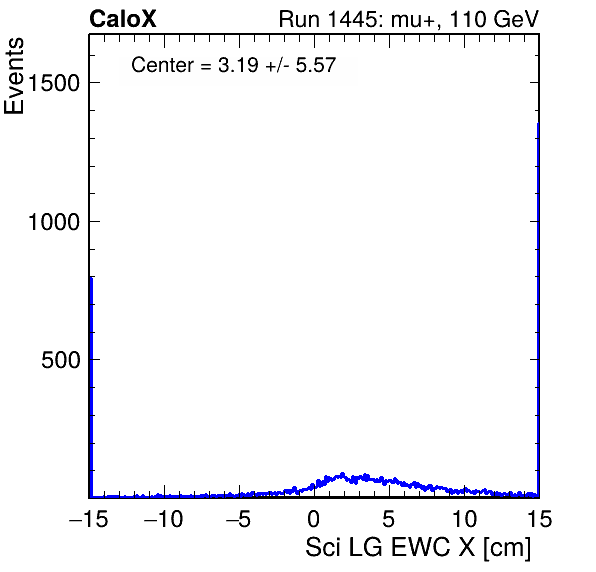 CaloX Run 1445: mu+, 110 GeV
Center = 3.19 +/- 5.57
Events
1500
1000
500
−15 −10 −5 0 5 10 15
Sci LG EWC X [cm]